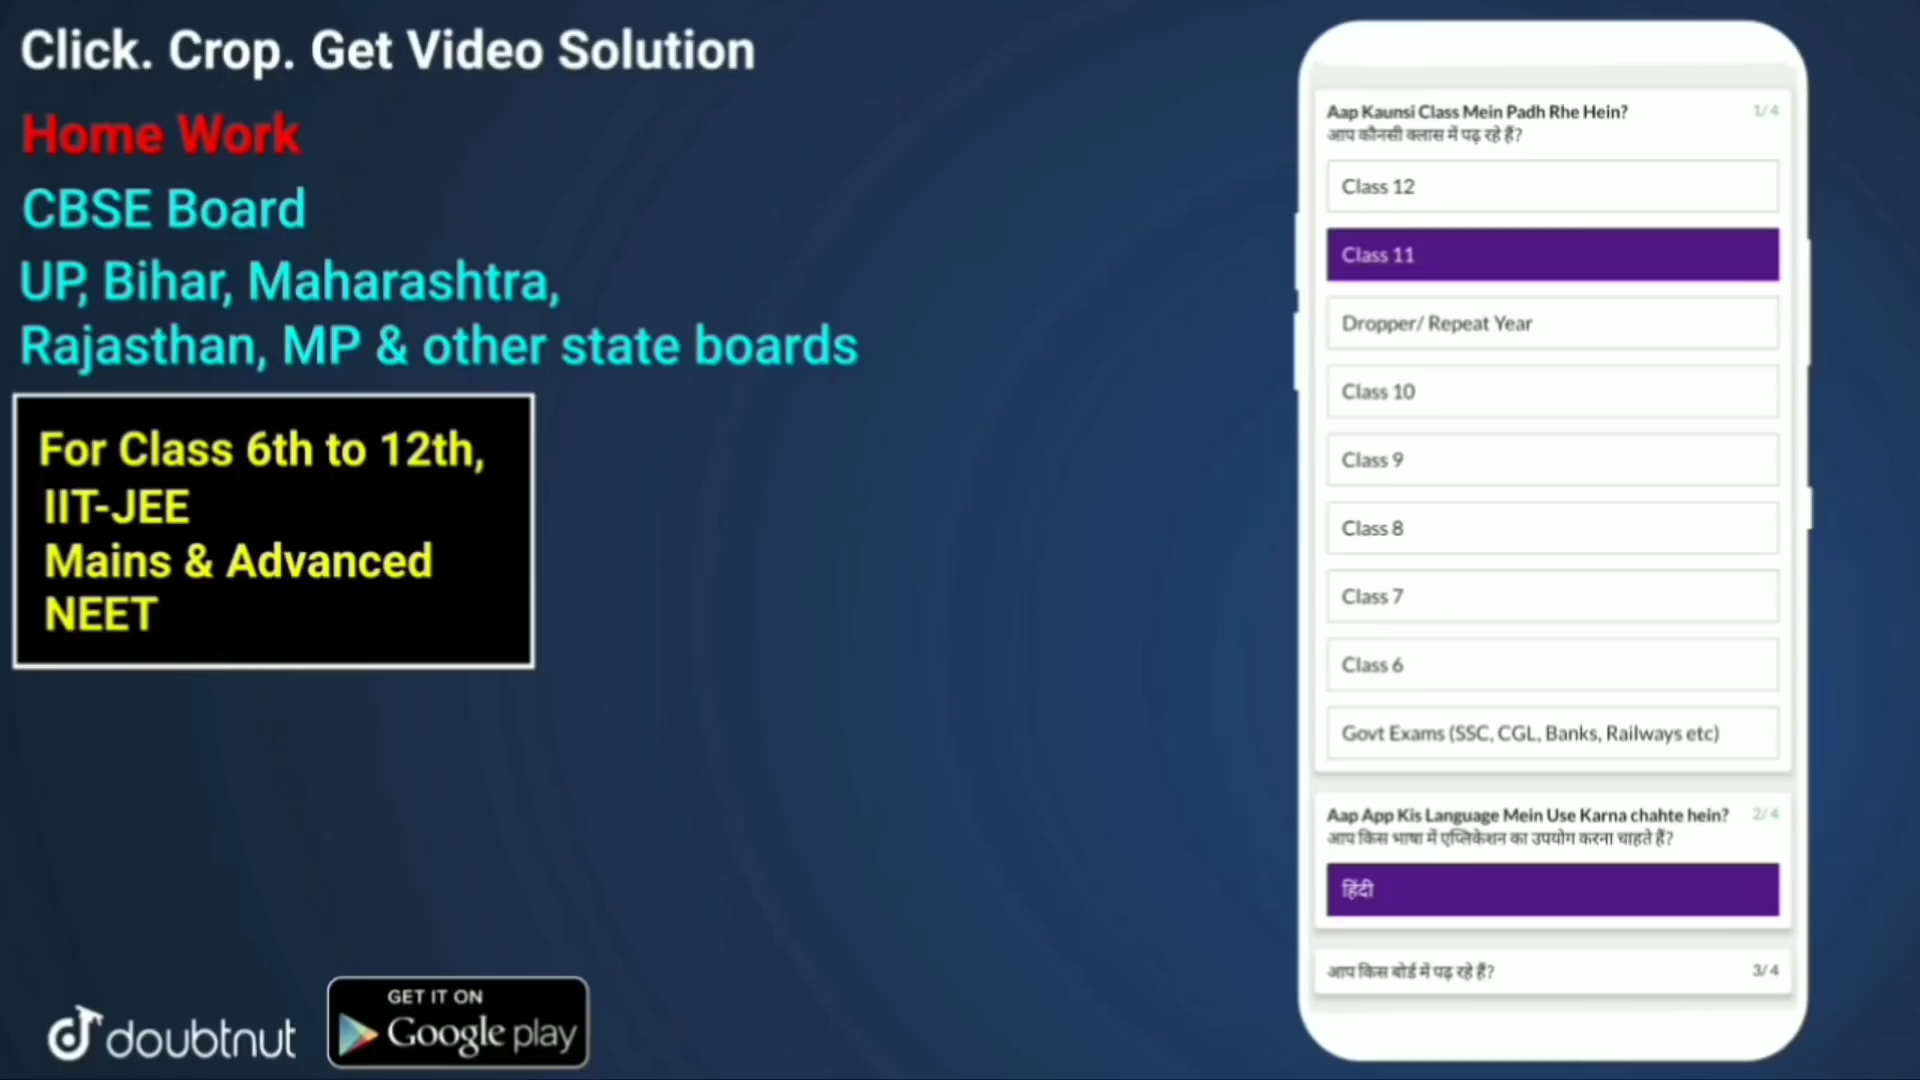 Click. Crop. Get Video Solution
Home Work
CBSE Board
UP, Bihar, Maharashtra,
Rajasthan, MP & other state boards
For Class 6th to 12th,
IIT-JEE
Mains & Advanced
NEET
doubtnut
GET IT ON
Google play
Aap Kaunsi Class Mein Padh Rhe Hein? 1/4
आप कौनसी क्लास में पढ़ रहे हैं?
Class 12
Class 11
Dropper/ Repeat Year
Class 10
Class 9
Class 8
Class 7
Class 6
Govt Exams (SSC, CGL, Banks, Railways etc)
Aap App Kis Language Mein Use Karna chahte hein? 2/4
आप किस भाषा में एप्लिकेशन का उपयोग करना चाहते हैं?
हिंदी
आप किस बोर्ड में पढ़ रहे हैं? 3/4